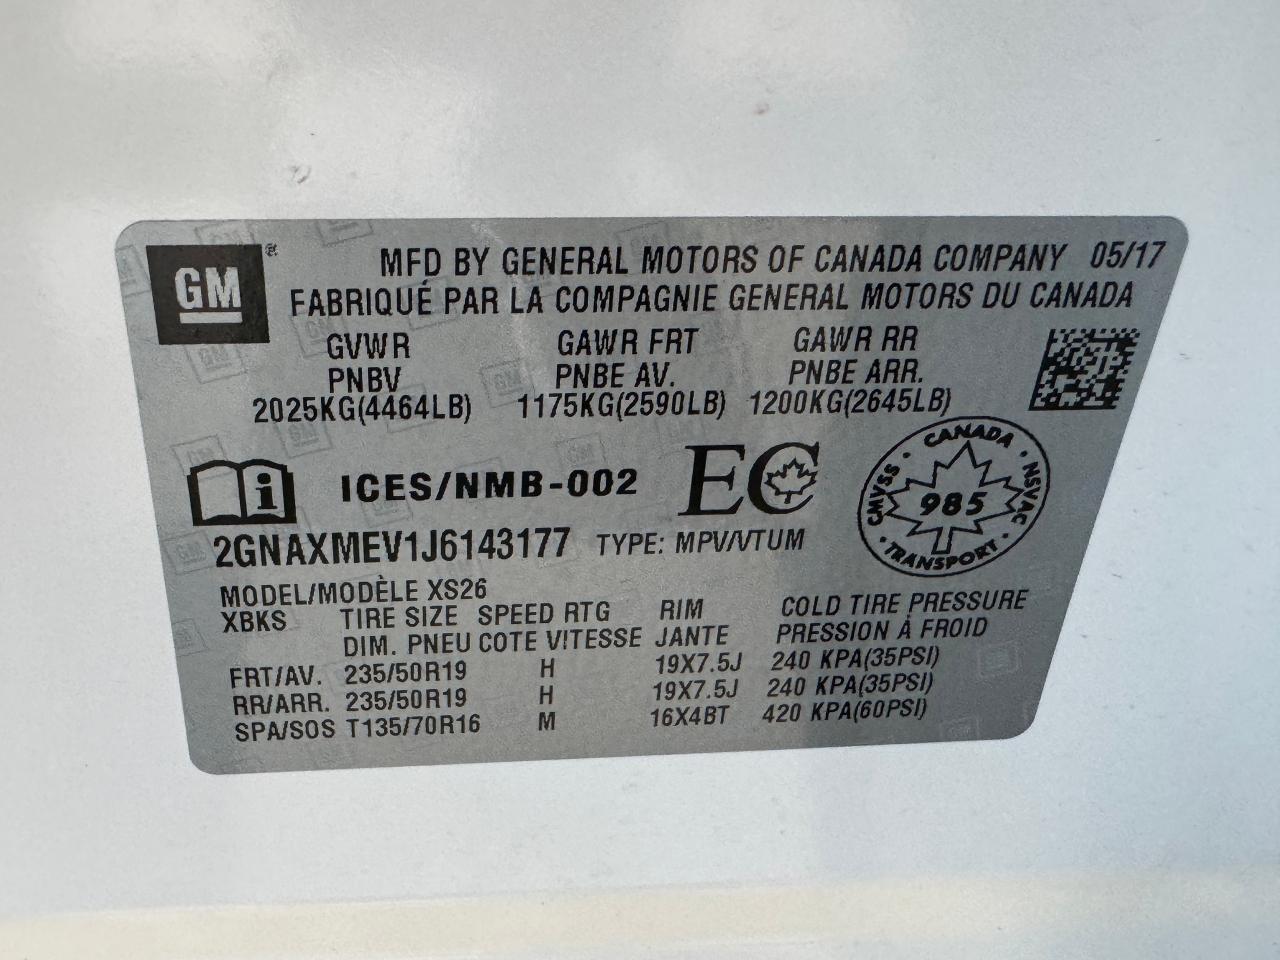 GM ®
MFD BY GENERAL MOTORS OF CANADA COMPANY 05/17
FABRIQUÉ PAR LA COMPAGNIE GENERAL MOTORS DU CANADA
GVWR GAWR FRT GAWR RR
PNBV PNBE AV. PNBE ARR.
2025KG(4464LB) 1175KG(2590LB) 1200KG(2645LB)
i ICES/NMB-002 EC
CANADA · NSVAC · TRANSPORT · CMVSS ·
985
2GNAXMEV1J6143177 TYPE: MPV/VTUM
MODEL/MODÈLE XS26
XBKS TIRE SIZE SPEED RTG RIM COLD TIRE PRESSURE
DIM. PNEU COTE VITESSE JANTE PRESSION À FROID
FRT/AV. 235/50R19 H 19X7.5J 240 KPA(35PSI)
RR/ARR. 235/50R19 H 19X7.5J 240 KPA(35PSI)
SPA/SOS T135/70R16 M 16X4BT 420 KPA(60PSI)